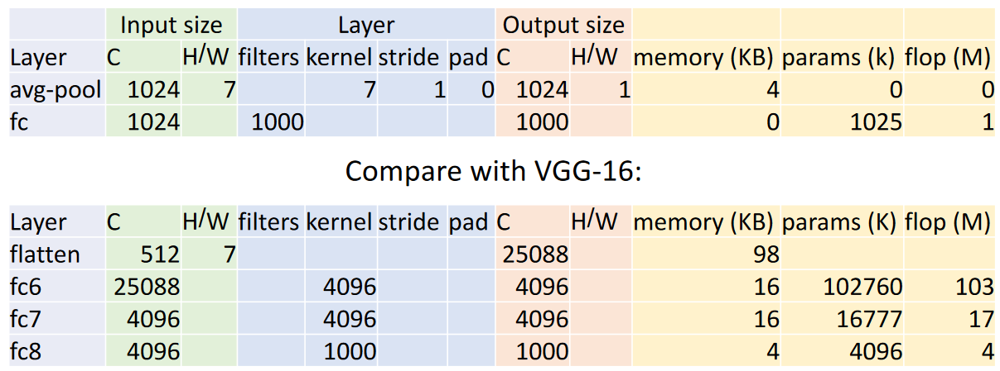 Input size Layer Output size
Layer C H/W filters kernel stride pad C H/W memory (KB) params (k) flop (M)
avg-pool 1024 7 7 1 0 1024 1 4 0 0
fc 1024 1000 1000 0 1025 1
Compare with VGG-16:
Layer C H/W filters kernel stride pad C H/W memory (KB) params (K) flop (M)
flatten 512 7 25088 98
fc6 25088 4096 4096 16 102760 103
fc7 4096 4096 4096 16 16777 17
fc8 4096 1000 1000 4 4096 4